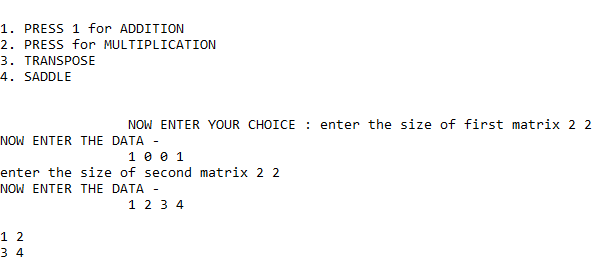 1. PRESS 1 for ADDITION
2. PRESS for MULTIPLICATION
3. TRANSPOSE
4. SADDLE
NOW ENTER YOUR CHOICE : enter the size of first matrix 2 2
NOW ENTER THE DATA -
1 0 0 1
enter the size of second matrix 2 2
NOW ENTER THE DATA -
1 2 3 4
1 2
3 4